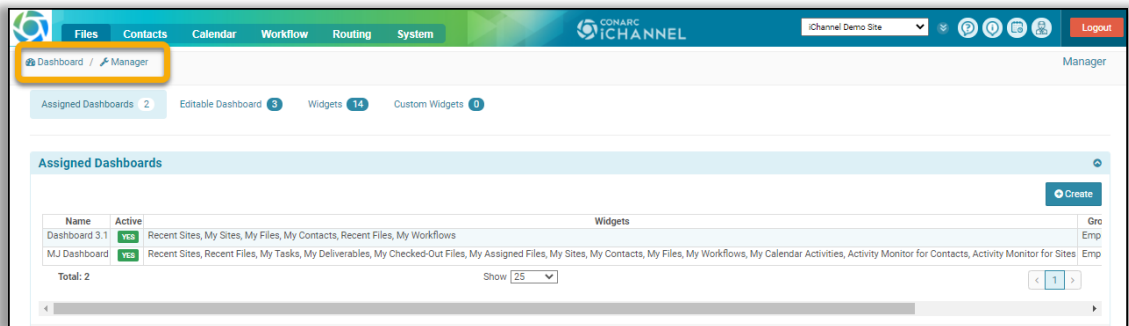 Files Contacts Calendar Workflow Routing System CONARC iCHANNEL iChannel Demo Site Logout
Dashboard / Manager Manager
Assigned Dashboards 2 Editable Dashboard 3 Widgets 14 Custom Widgets 0
Assigned Dashboards
Create
Name Active Widgets Gro
Dashboard 3.1 YES Recent Sites, My Sites, My Files, My Contacts, Recent Files, My Workflows Emp
MJ Dashboard YES Recent Sites, Recent Files, My Tasks, My Deliverables, My Checked-Out Files, My Assigned Files, My Sites, My Contacts, My Files, My Workflows, My Calendar Activities, Activity Monitor for Contacts, Activity Monitor for Sites Emp
Total: 2 Show 25 < 1 >